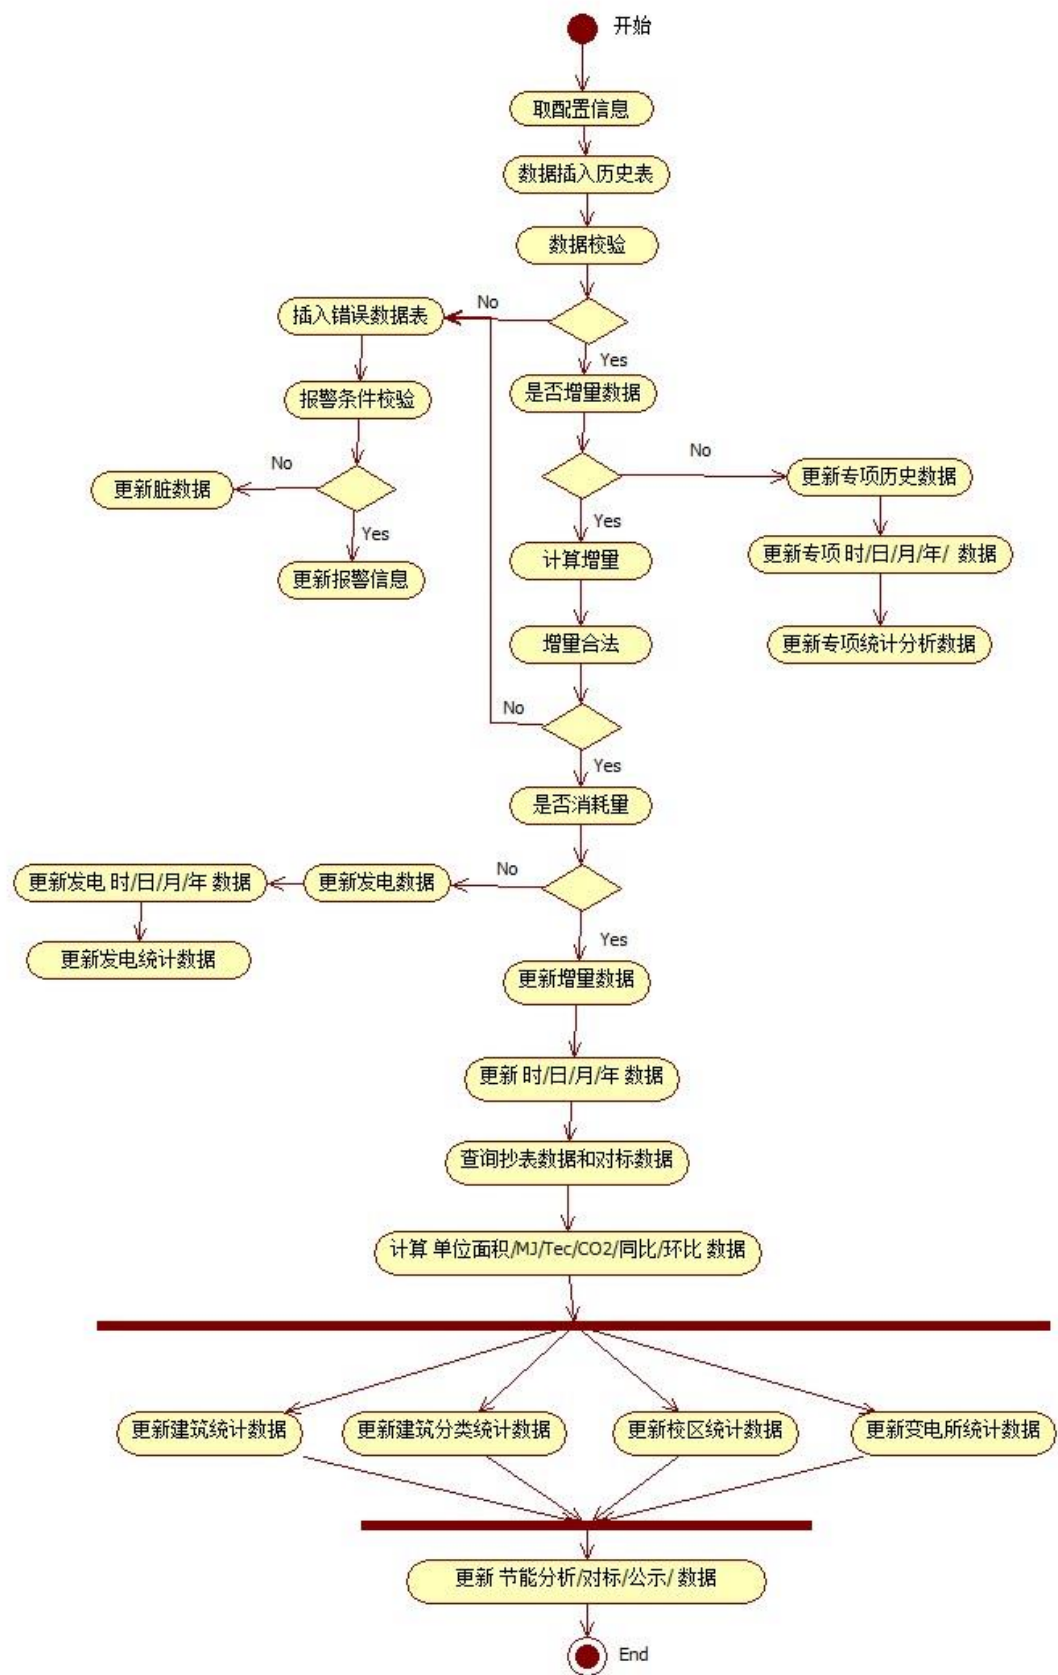 开始
取配置信息
数据插入历史表
数据校验
No
插入错误数据表
Yes
报警条件校验
是否增量数据
No
No
更新脏数据
更新专项历史数据
Yes
Yes
更新报警信息
计算增量
更新专项 时/日/月/年/ 数据
增量合法
更新专项统计分析数据
No
Yes
是否消耗量
更新发电 时/日/月/年 数据
更新发电数据
No
Yes
更新发电统计数据
更新增量数据
更新 时/日/月/年 数据
查询抄表数据和对标数据
计算 单位面积/MJ/Tec/CO2/同比/环比 数据
更新建筑统计数据
更新建筑分类统计数据
更新校区统计数据
更新变电所统计数据
更新 节能分析/对标/公示/ 数据
End